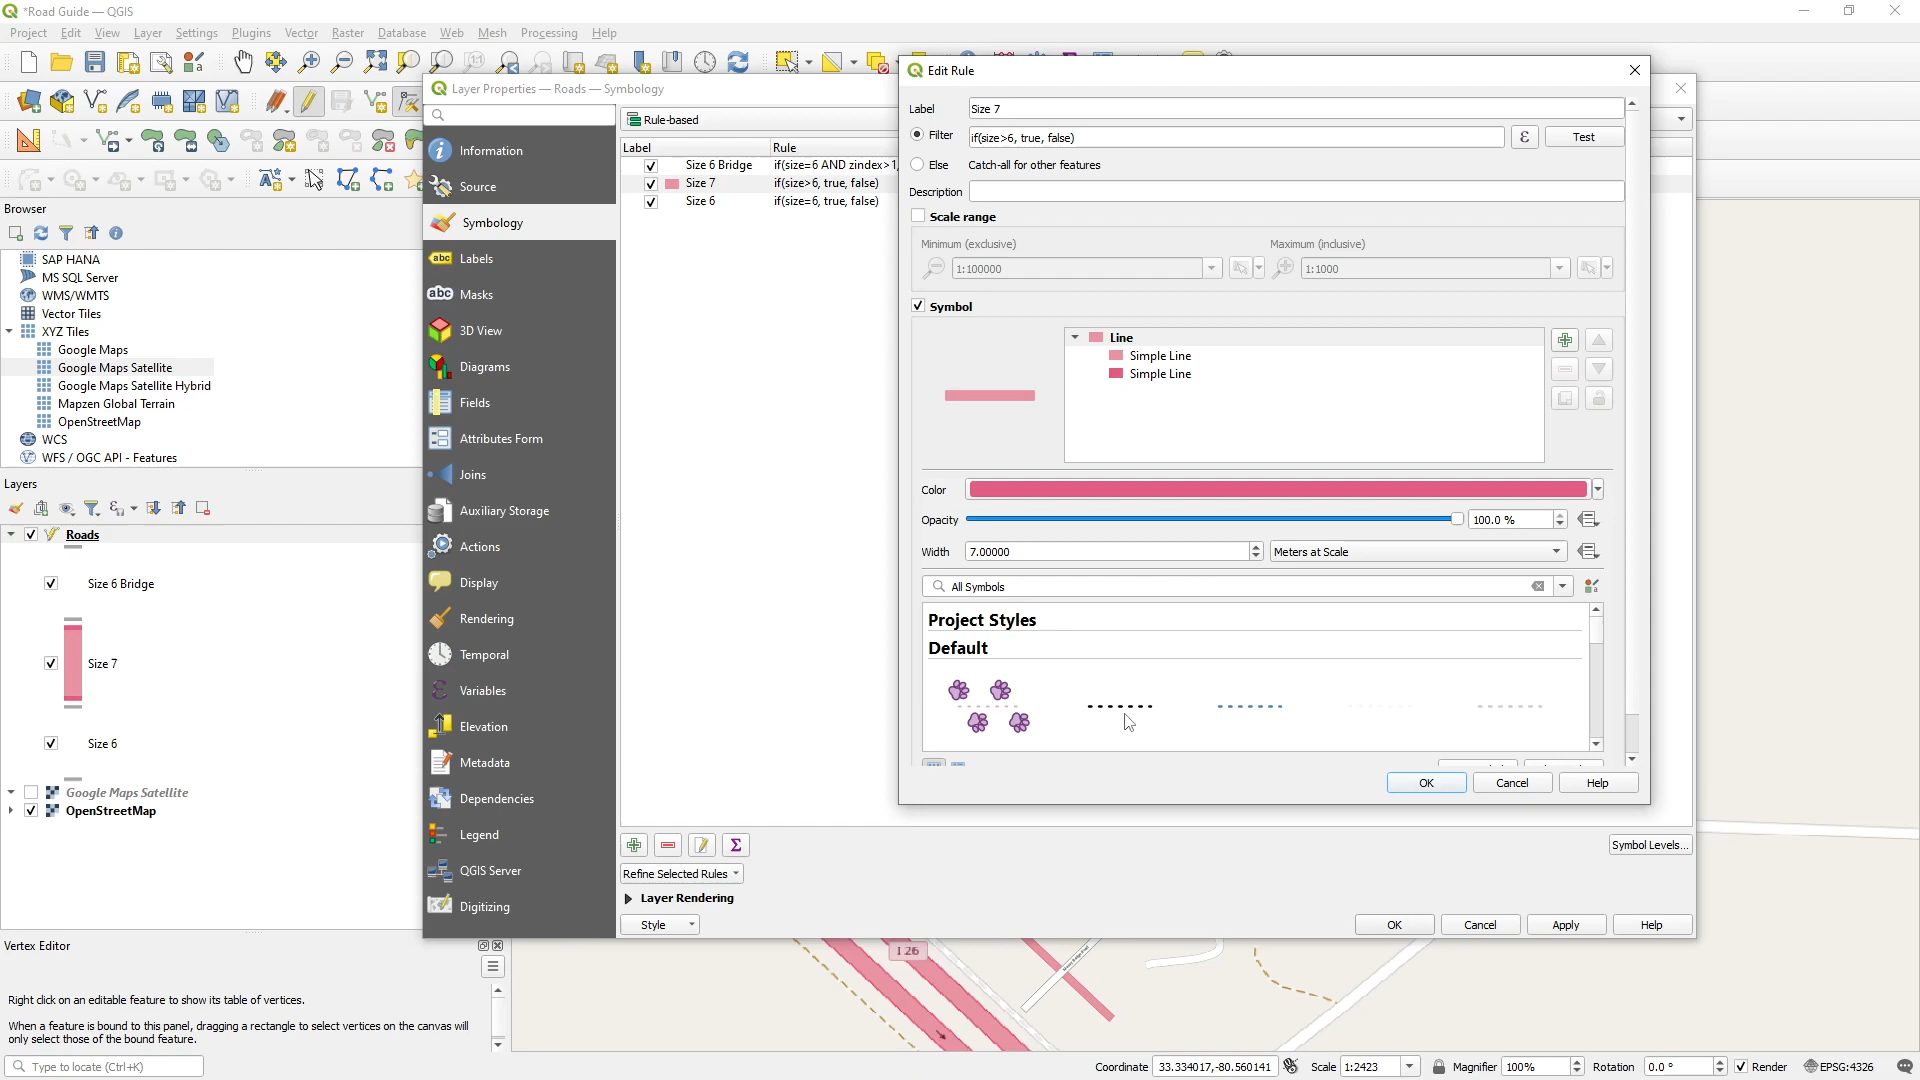 *Road Guide — QGIS
Project Edit View Layer Settings Plugins Vector Raster Database Web Mesh Processing Help
Layer Properties — Roads — Symbology
Information
Source
Symbology
Labels
Masks
3D View
Diagrams
Fields
Attributes Form
Joins
Auxiliary Storage
Actions
Display
Rendering
Temporal
Variables
Elevation
Metadata
Dependencies
Legend
QGIS Server
Digitizing
Rule-based
Label Rule
Size 6 Bridge if(size=6 AND zindex>1,
Size 7 if(size>6, true, false)
Size 6 if(size=6, true, false)
Refine Selected Rules
Layer Rendering
Style
Symbol Levels...
OK Cancel Apply Help
Edit Rule
Label Size 7
Filter if(size>6, true, false) ε Test
Else Catch-all for other features
Description
Scale range
Minimum (exclusive) Maximum (inclusive)
1:100000 1:1000
Symbol
Line
Simple Line
Simple Line
Color
Opacity 100.0 %
Width 7.00000 Meters at Scale
All Symbols
Project Styles
Default
OK Cancel Help
Browser
SAP HANA
MS SQL Server
WMS/WMTS
Vector Tiles
XYZ Tiles
Google Maps
Google Maps Satellite
Google Maps Satellite Hybrid
Mapzen Global Terrain
OpenStreetMap
WCS
WFS / OGC API - Features
Layers
Roads
Size 6 Bridge
Size 7
Size 6
Google Maps Satellite
OpenStreetMap
Vertex Editor
Right click on an editable feature to show its table of vertices.
When a feature is bound to this panel, dragging a rectangle to select vertices on the canvas will
only select those of the bound feature.
I 26
Type to locate (Ctrl+K)
Coordinate 33.334017,-80.560141 Scale 1:2423 Magnifier 100% Rotation 0.0 ° Render EPSG:4326